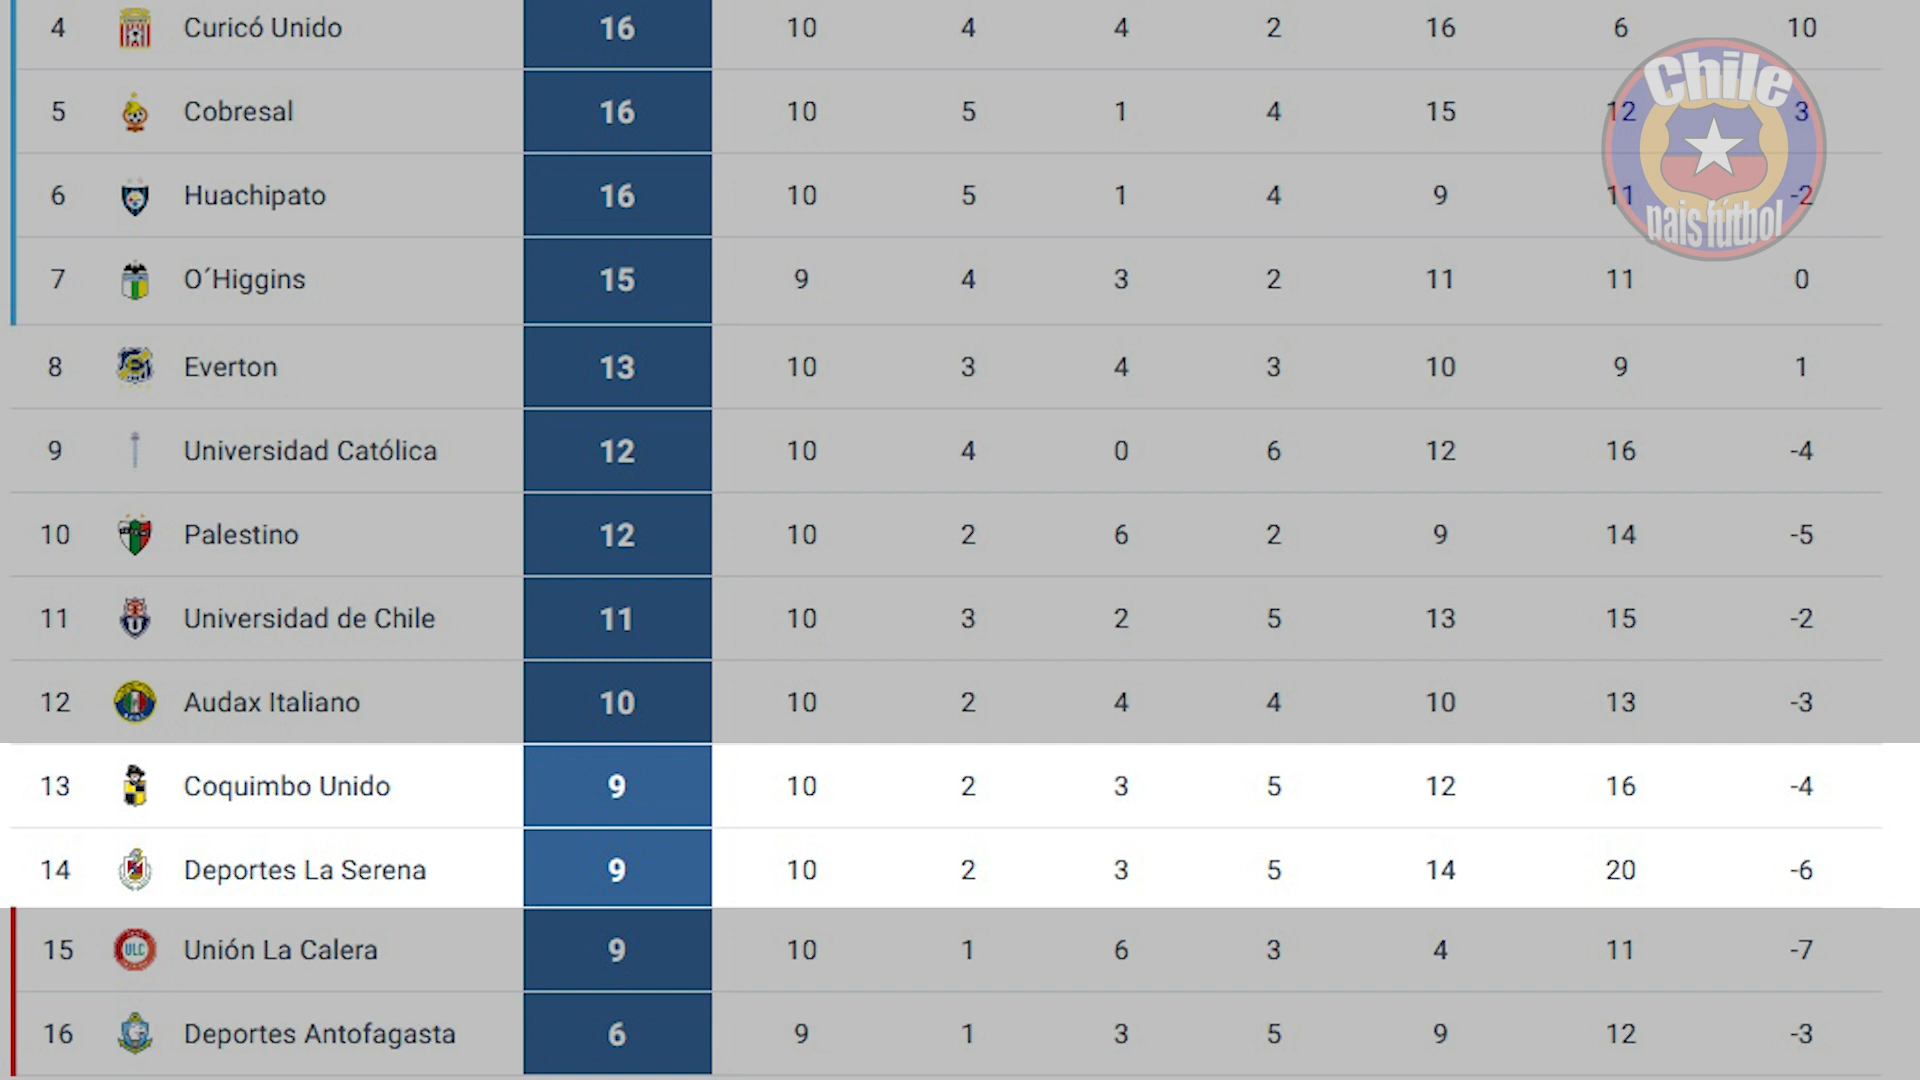 4 Curicó Unido 16 10 4 4 2 16 6 10
5 Cobresal 16 10 5 1 4 15 12 3
6 Huachipato 16 10 5 1 4 9 11 -2
7 O´Higgins 15 9 4 3 2 11 11 0
8 Everton 13 10 3 4 3 10 9 1
9 Universidad Católica 12 10 4 0 6 12 16 -4
10 Palestino 12 10 2 6 2 9 14 -5
11 Universidad de Chile 11 10 3 2 5 13 15 -2
12 Audax Italiano 10 10 2 4 4 10 13 -3
13 Coquimbo Unido 9 10 2 3 5 12 16 -4
14 Deportes La Serena 9 10 2 3 5 14 20 -6
15 Unión La Calera 9 10 1 6 3 4 11 -7
16 Deportes Antofagasta 6 9 1 3 5 9 12 -3
Chile
pais fútbol
ULC